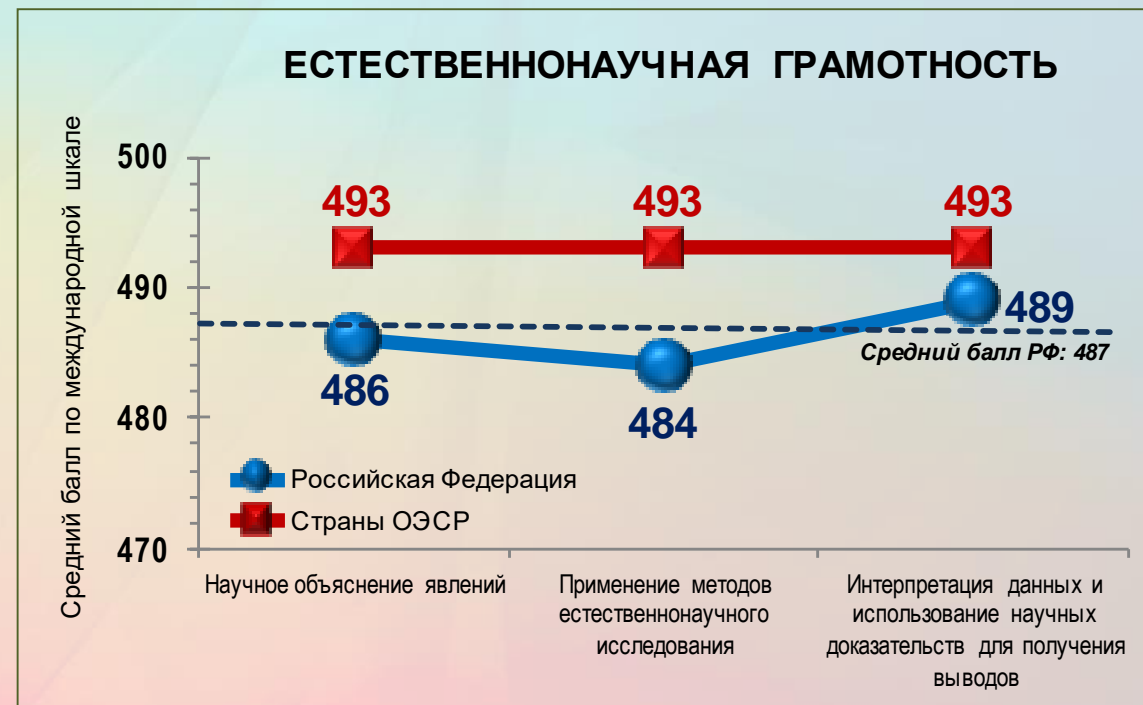 ЕСТЕСТВЕННОНАУЧНАЯ ГРАМОТНОСТЬ
Средний балл по международной шкале
500
490
480
470
493
493
493
486
484
489
Средний балл РФ: 487
Российская Федерация
Страны ОЭСР
Научное объяснение явлений
Применение методов
естественнонаучного
исследования
Интерпретация данных и
использование научных
доказательств для получения
выводов